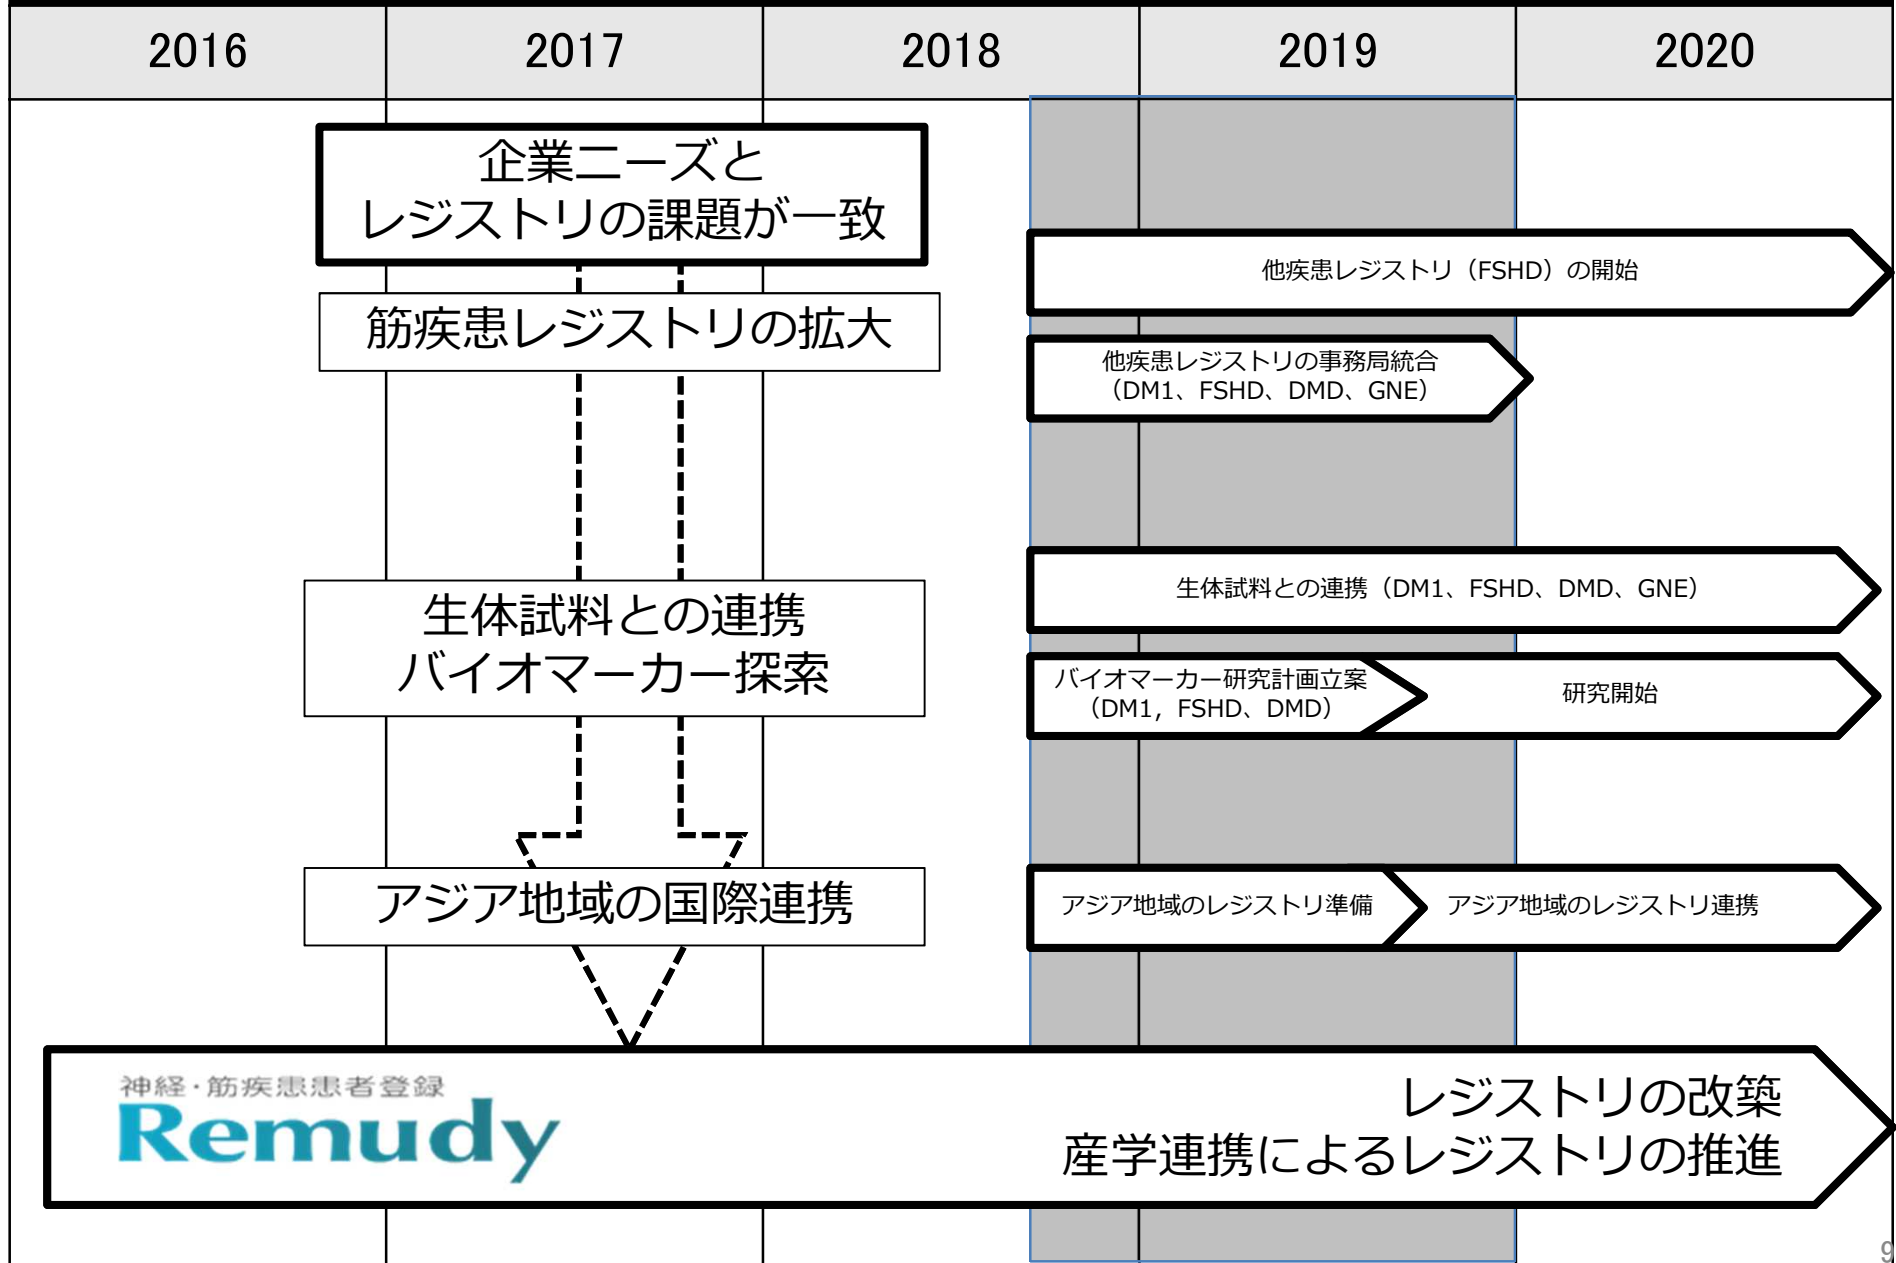 2016
2017
2018
2019
2020
企業ニーズと
レジストリの課題が一致
筋疾患レジストリの拡大
他疾患レジストリ（FSHD）の開始
他疾患レジストリの事務局統合
（DM1、FSHD、DMD、GNE）
生体試料との連携
バイオマーカー探索
生体試料との連携（DM1、FSHD、DMD、GNE）
バイオマーカー研究計画立案
（DM1，FSHD、DMD）
研究開始
アジア地域の国際連携
アジア地域のレジストリ準備
アジア地域のレジストリ連携
神経・筋疾患患者登録
Remudy
レジストリの改築
産学連携によるレジストリの推進
9